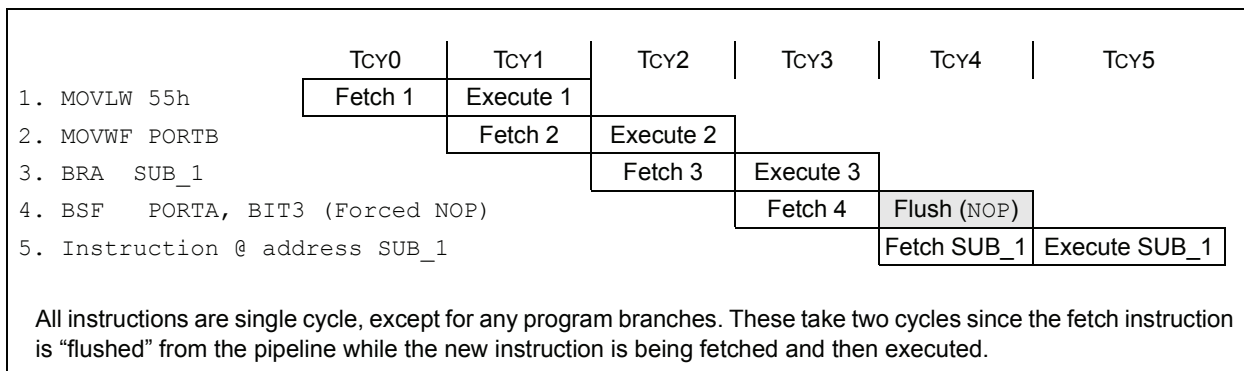 TCY0 TCY1 TCY2 TCY3 TCY4 TCY5
1. MOVLW 55h Fetch 1 Execute 1
2. MOVWF PORTB Fetch 2 Execute 2
3. BRA SUB_1 Fetch 3 Execute 3
4. BSF PORTA, BIT3 (Forced NOP) Fetch 4 Flush (NOP)
5. Instruction @ address SUB_1 Fetch SUB_1 Execute SUB_1
All instructions are single cycle, except for any program branches. These take two cycles since the fetch instruction
is “flushed” from the pipeline while the new instruction is being fetched and then executed.